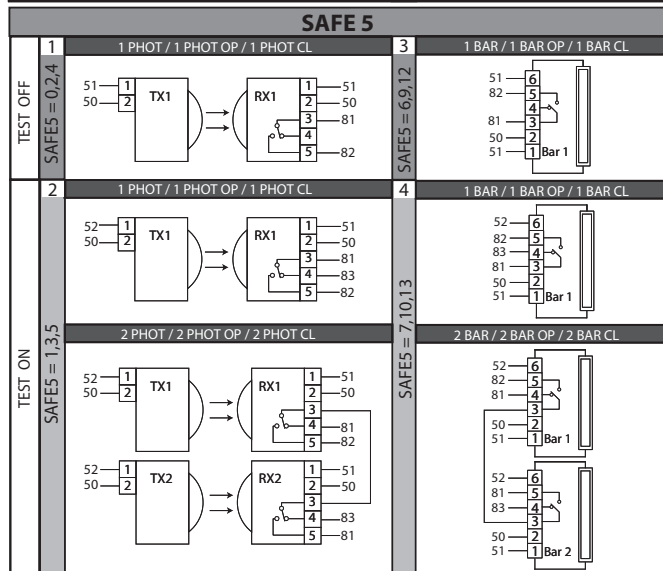 SAFE 5
TEST OFF
1
SAFE5 = 0,2,4
1 PHOT / 1 PHOT OP / 1 PHOT CL
51 1 TX1 RX1 1 51
50 2 2 50
3 81
4
5 82
3
SAFE5 = 6,9,12
1 BAR / 1 BAR OP / 1 BAR CL
51 6
82 5
4
81 3
50 2
51 1 Bar 1
TEST ON
2
SAFE5 = 1,3,5
1 PHOT / 1 PHOT OP / 1 PHOT CL
52 1 TX1 RX1 1 51
50 2 2 50
3 81
4 83
5 82
2 PHOT / 2 PHOT OP / 2 PHOT CL
52 1 TX1 RX1 1 51
50 2 2 50
3
4 81
5 82
52 1 TX2 RX2 1 51
50 2 2 50
3
4 83
5 81
4
SAFE5 = 7,10,13
1 BAR / 1 BAR OP / 1 BAR CL
52 6
82 5
83 4
81 3
50 2
51 1 Bar 1
2 BAR / 2 BAR OP / 2 BAR CL
52 6
82 5
81 4
3
50 2
51 1 Bar 1
52 6
81 5
83 4
3
50 2
51 1 Bar 2